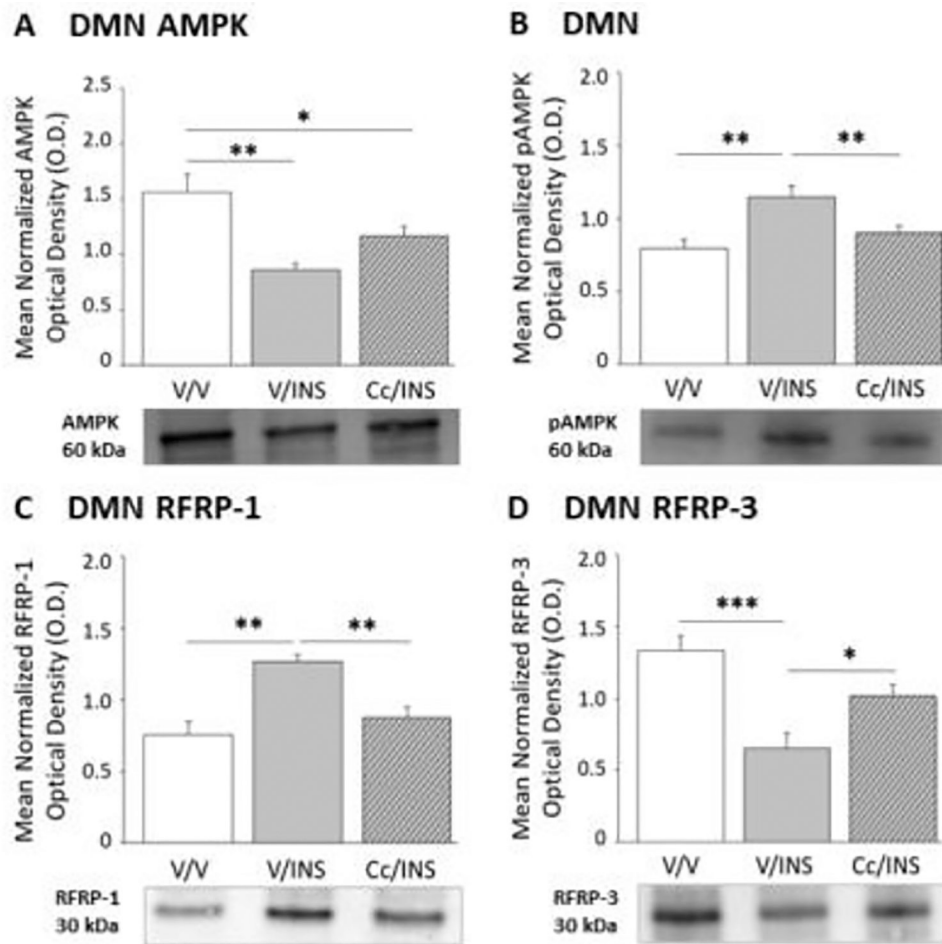 A DMN AMPK
Mean Normalized AMPK
Optical Density (O.D.)
2.5
2.0
1.5
1.0
0.5
0
*
**
V/V V/INS Cc/INS
AMPK
60 kDa
B DMN
Mean Normalized pAMPK
Optical Density (O.D.)
2.0
1.5
1.0
0.5
0
** **
V/V V/INS Cc/INS
pAMPK
60 kDa
C DMN RFRP-1
Mean Normalized RFRP-1
Optical Density (O.D.)
2.0
1.5
1.0
0.5
0
** **
V/V V/INS Cc/INS
RFRP-1
30 kDa
D DMN RFRP-3
Mean Normalized RFRP-3
Optical Density (O.D.)
2.0
1.5
1.0
0.5
0
***
*
V/V V/INS Cc/INS
RFRP-3
30 kDa